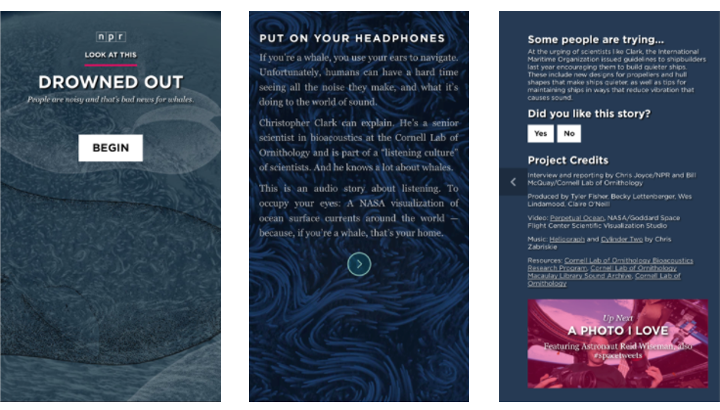 npr
LOOK AT THIS
DROWNED OUT
People are noisy and that's bad news for whales.
BEGIN
PUT ON YOUR HEADPHONES
If you're a whale, you use your ears to navigate.
Unfortunately, humans can have a hard time
seeing all the noise they make, and what it's
doing to the world of sound.
Christopher Clark can explain. He's a senior
scientist in bioacoustics at the Cornell Lab of
Ornithology and is part of a "listening culture"
of scientists. And he knows a lot about whales.
This is an audio story about listening. To
occupy your eyes: A NASA visualization of
ocean surface currents around the world —
because, if you're a whale, that's your home.
Some people are trying...
At the urging of scientists like Clark, the International
Maritime Organization issued guidelines to shipbuilders
last year encouraging them to build quieter ships.
These include new designs for propellers and hull
shapes that make ships quieter, as well as tips for
maintaining ships in ways that reduce vibration that
causes sound.
Did you like this story?
Yes No
Project Credits
Interview and reporting by Chris Joyce/NPR and Bill
McQuay/Cornell Lab of Ornithology
Produced by Tyler Fisher, Becky Lettenberger, Wes
Lindamood, Claire O'Neill
Video: Perpetual Ocean, NASA/Goddard Space
Flight Center Scientific Visualization Studio
Music: Heliograph and Cylinder Two by Chris
Zabriskie
Resources: Cornell Lab of Ornithology Bioacoustics
Research Program, Cornell Lab of Ornithology
Macaulay Library Sound Archive, Cornell Lab of
Ornithology
Up Next
A PHOTO I LOVE
Featuring Astronaut Reid Wiseman, also
#spacetweets